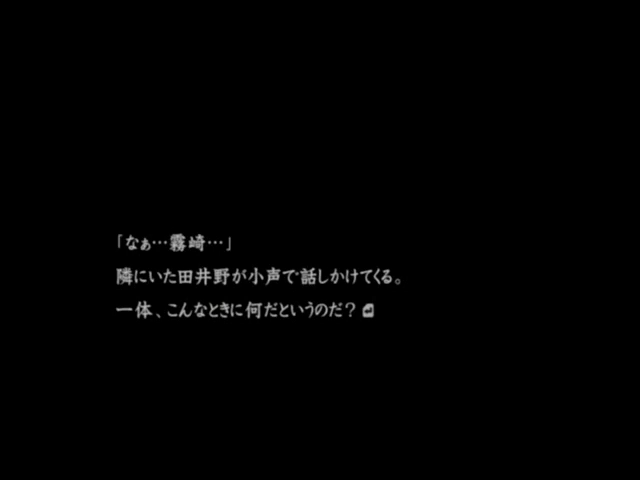 「なぁ…霧崎…」
隣にいた田井野が小声で話しかけてくる。
一体、こんなときに何だというのだ？